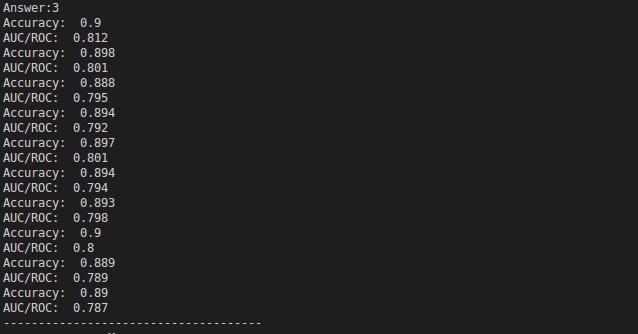 Answer:3
Accuracy:  0.9
AUC/ROC:  0.812
Accuracy:  0.898
AUC/ROC:  0.801
Accuracy:  0.888
AUC/ROC:  0.795
Accuracy:  0.894
AUC/ROC:  0.792
Accuracy:  0.897
AUC/ROC:  0.801
Accuracy:  0.894
AUC/ROC:  0.794
Accuracy:  0.893
AUC/ROC:  0.798
Accuracy:  0.9
AUC/ROC:  0.8
Accuracy:  0.889
AUC/ROC:  0.789
Accuracy:  0.89
AUC/ROC:  0.787
-------------------------------------